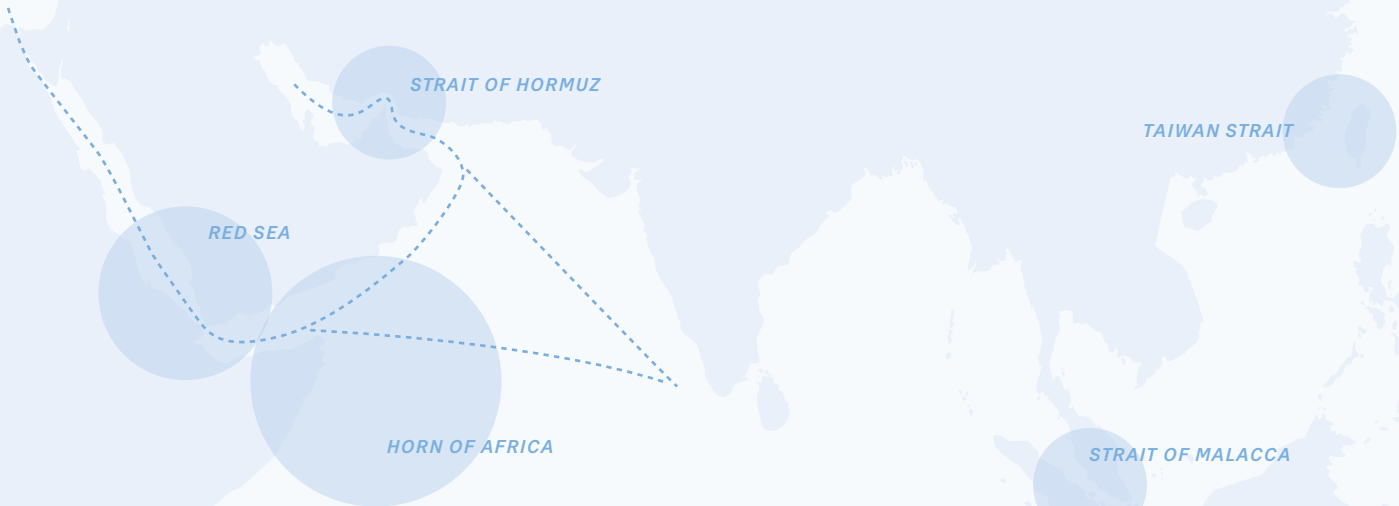 STRAIT OF HORMUZ
TAIWAN STRAIT
RED SEA
HORN OF AFRICA
STRAIT OF MALACCA